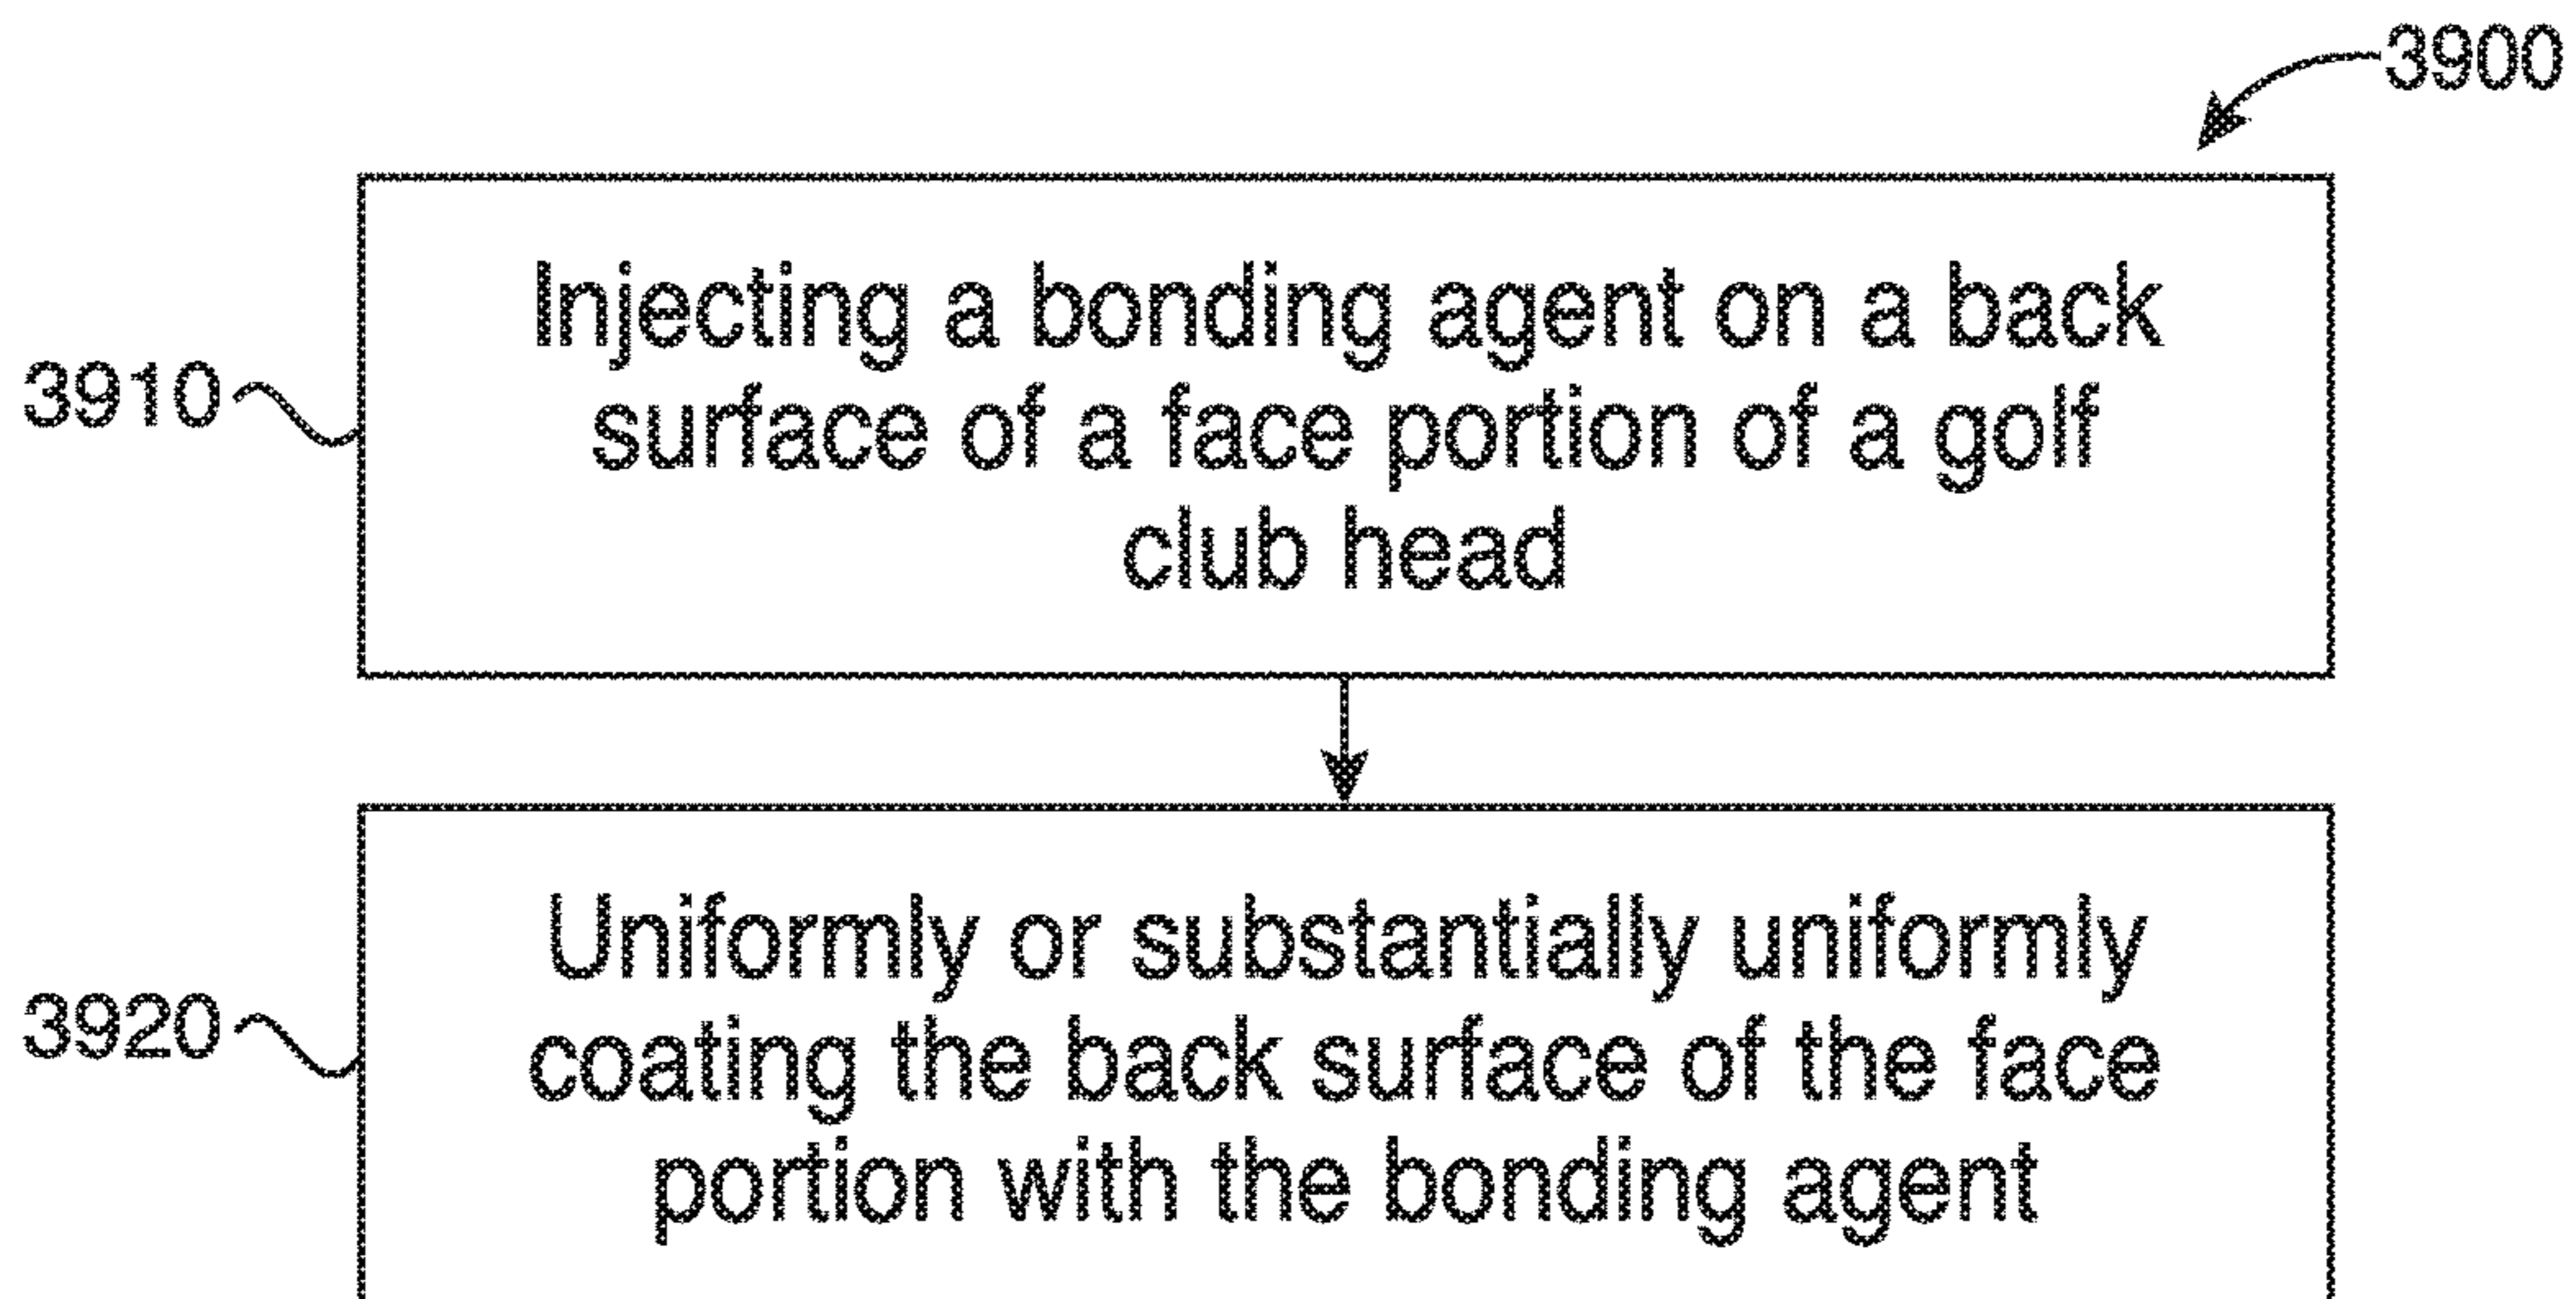 3900
Injecting a bonding agent on a back
surface of a face portion of a golf
club head
3910
Uniformly or substantially uniformly
coating the back surface of the face
portion with the bonding agent
3920